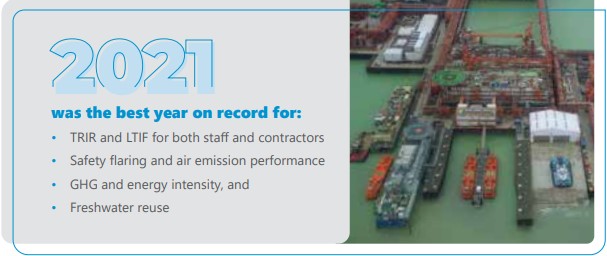 2021
was the best year on record for:
• TRIR and LTIF for both staff and contractors
• Safety flaring and air emission performance
• GHG and energy intensity, and
• Freshwater reuse